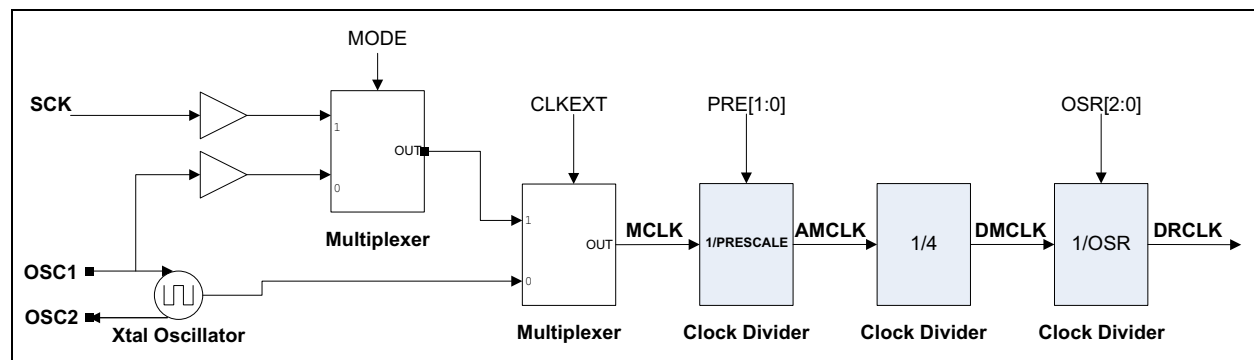 MODE
SCK
1
OUT
0
Multiplexer
CLKEXT
1
OUT
0
Multiplexer
OSC1
OSC2
Xtal Oscillator
MCLK
PRE[1:0]
1/PRESCALE
Clock Divider
AMCLK
1/4
Clock Divider
DMCLK
OSR[2:0]
1/OSR
Clock Divider
DRCLK